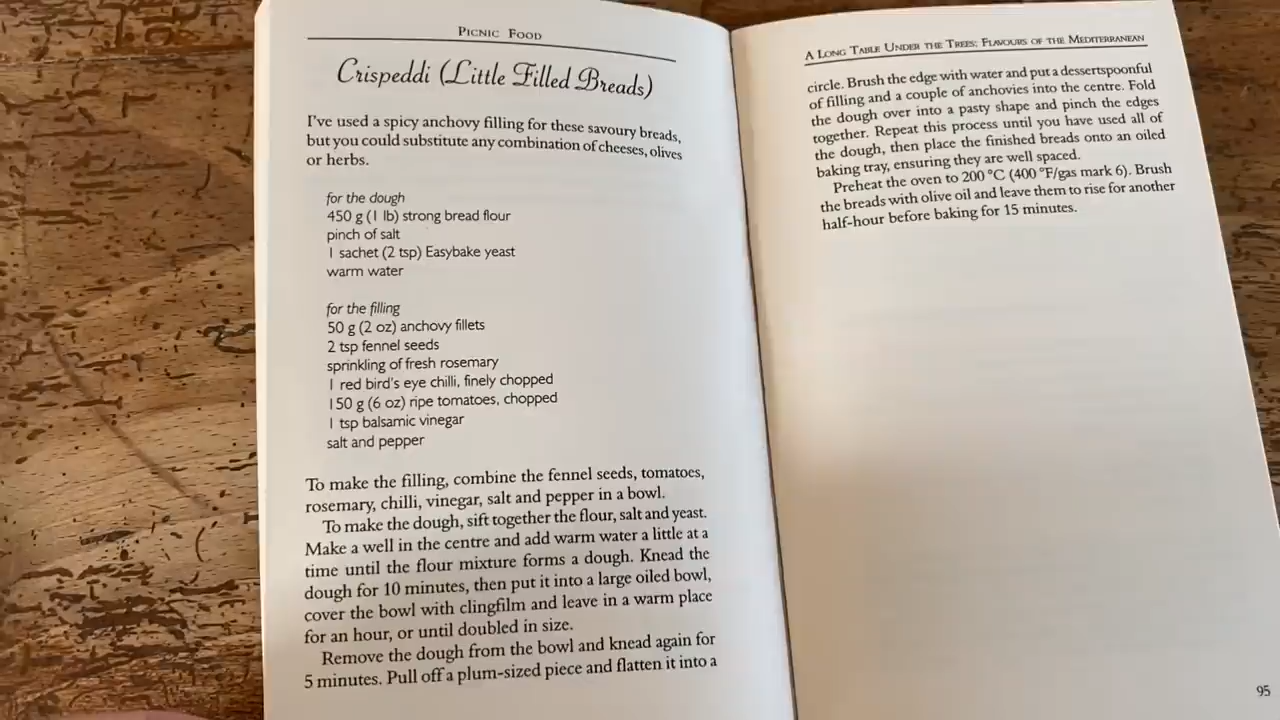 PICNIC FOOD
Crispeddi (Little Filled Breads)
I've used a spicy anchovy filling for these savoury breads,
but you could substitute any combination of cheeses, olives
or herbs.
for the dough
450 g (1 lb) strong bread flour
pinch of salt
1 sachet (2 tsp) Easybake yeast
warm water
for the filling
50 g (2 oz) anchovy fillets
2 tsp fennel seeds
sprinkling of fresh rosemary
1 red bird's eye chilli, finely chopped
150 g (6 oz) ripe tomatoes, chopped
1 tsp balsamic vinegar
salt and pepper
To make the filling, combine the fennel seeds, tomatoes,
rosemary, chilli, vinegar, salt and pepper in a bowl.
To make the dough, sift together the flour, salt and yeast.
Make a well in the centre and add warm water a little at a
time until the flour mixture forms a dough. Knead the
dough for 10 minutes, then put it into a large oiled bowl,
cover the bowl with clingfilm and leave in a warm place
for an hour, or until doubled in size.
Remove the dough from the bowl and knead again for
5 minutes. Pull off a plum-sized piece and flatten it into a
A LONG TABLE UNDER THE TREES; FLAVOURS OF THE MEDITERRANEAN
circle. Brush the edge with water and put a dessertspoonful
of filling and a couple of anchovies into the centre. Fold
the dough over into a pasty shape and pinch the edges
together. Repeat this process until you have used all of
the dough, then place the finished breads onto an oiled
baking tray, ensuring they are well spaced.
Preheat the oven to 200 °C (400 °F/gas mark 6). Brush
the breads with olive oil and leave them to rise for another
half-hour before baking for 15 minutes.
95